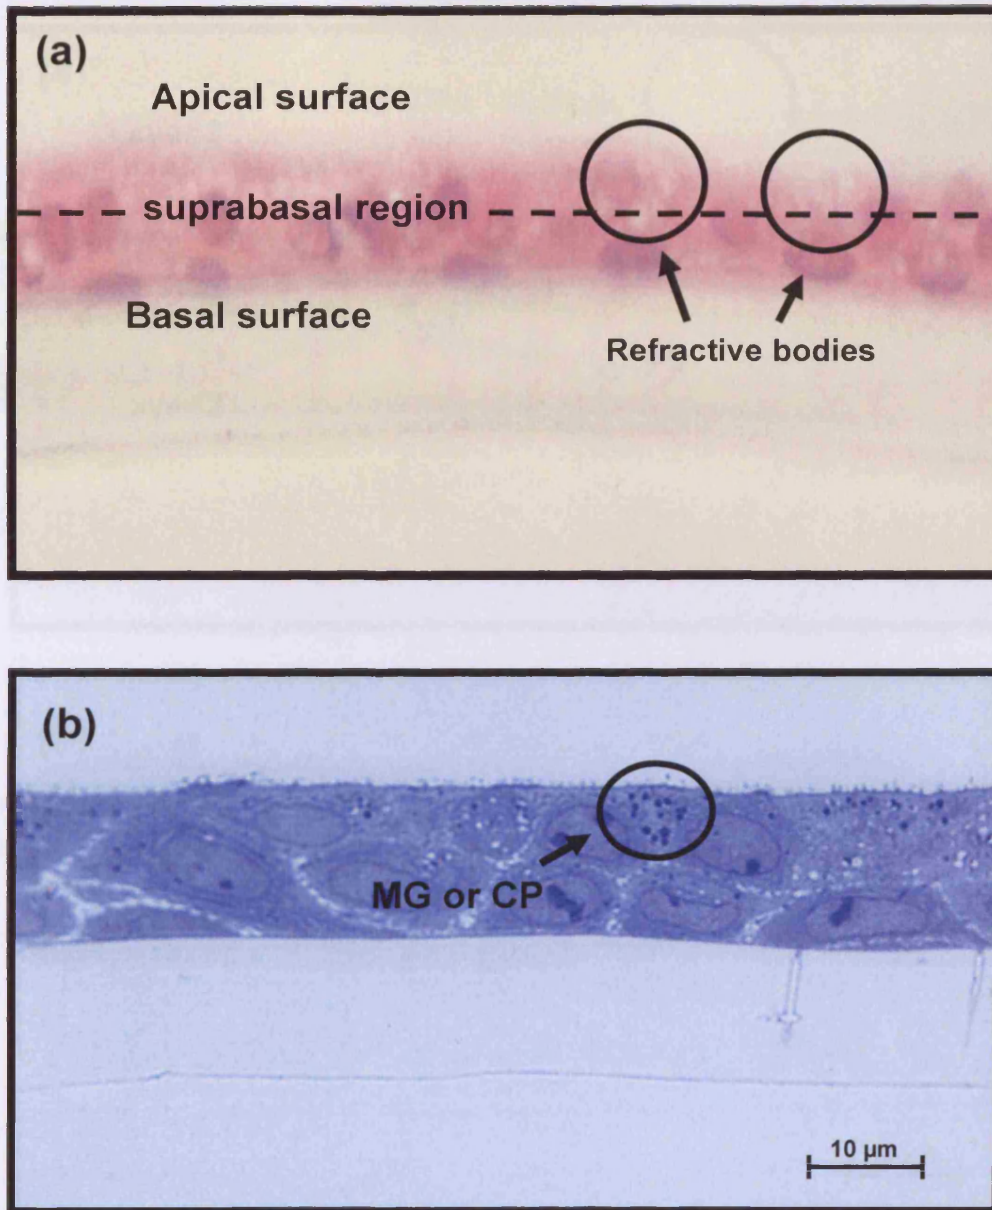 (a)
Apical surface
suprabasal region
Basal surface
Refractive bodies
(b)
MG or CP
10 µm